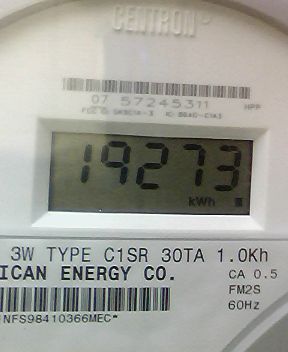 CENTRON®
07 57245311 HPP
19273
kWh
3W TYPE C1SR 30TA 1.0Kh
ICAN ENERGY CO. CA 0.5
FM2S
60Hz
NFS98410366MEC*